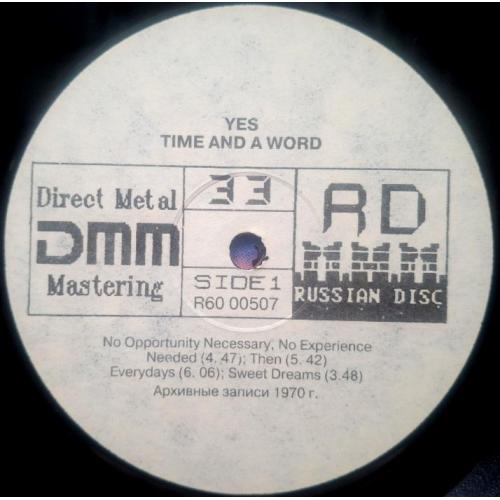 YES
TIME AND A WORD
Direct Metal
DMM
Mastering
33
SIDE 1
R60 00507
RD
RUSSIAN DISC
No Opportunity Necessary, No Experience
Needed (4. 47); Then (5. 42)
Everydays (6. 06); Sweet Dreams (3.48)
Архивные записи 1970 г.